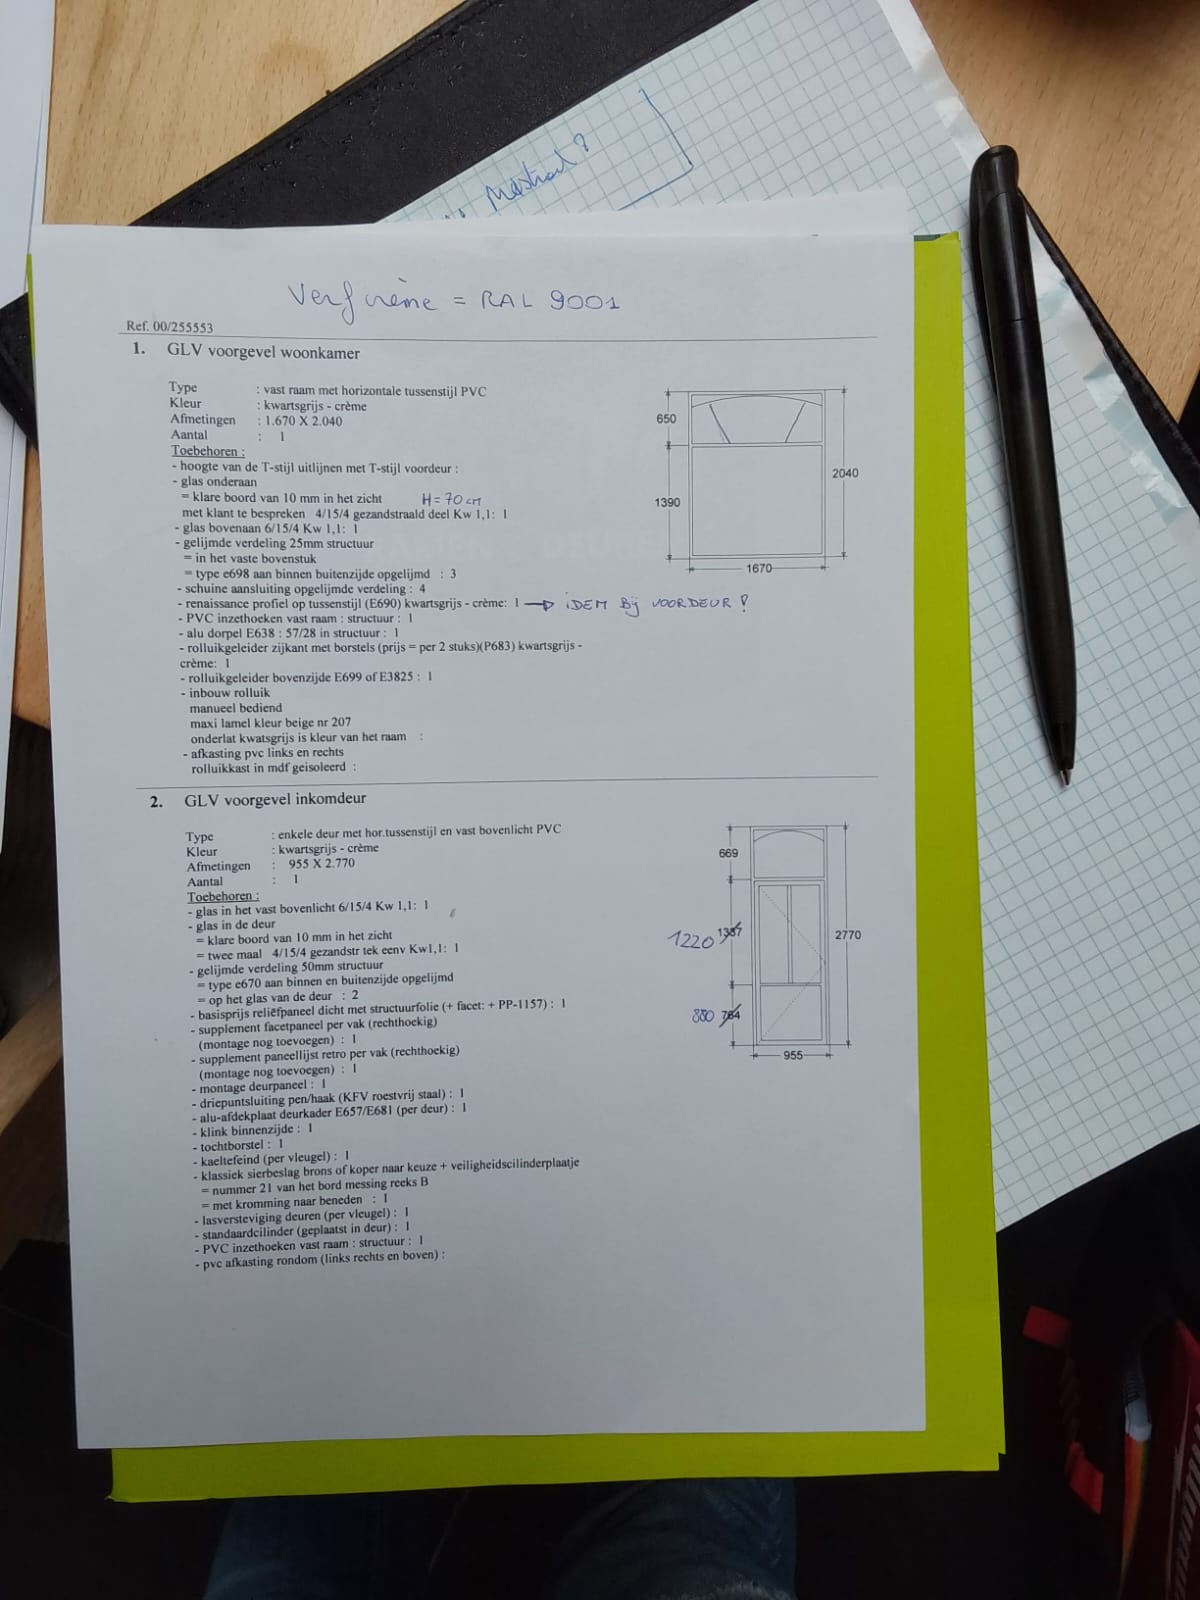 Mästrad?
Verf crème = RAL 9001
Ref. 00/255553
1. GLV voorgevel woonkamer
Type : vast raam met horizontale tussenstijl PVC
Kleur : kwartsgrijs - crème
Afmetingen : 1.670 X 2.040
Aantal : 1
Toebehoren :
- hoogte van de T-stijl uitlijnen met T-stijl voordeur :
- glas onderaan
= klare boord van 10 mm in het zicht H = 70 cm
met klant te bespreken 4/15/4 gezandstraald deel Kw 1,1: 1
- glas bovenaan 6/15/4 Kw 1,1: 1
- gelijmde verdeling 25mm structuur
= in het vaste bovenstuk
= type e698 aan binnen buitenzijde opgelijmd : 3
- schuine aansluiting opgelijmde verdeling : 4
- renaissance profiel op tussenstijl (E690) kwartsgrijs - crème: 1 → iDEM Bij VOORDEUR !
- PVC inzethoeken vast raam : structuur : 1
- alu dorpel E638 : 57/28 in structuur : 1
- rolluikgeleider zijkant met borstels (prijs = per 2 stuks)(P683) kwartsgrijs -
crème: 1
- rolluikgeleider bovenzijde E699 of E3825 : 1
- inbouw rolluik
manueel bediend
maxi lamel kleur beige nr 207
onderlat kwatsgrijs is kleur van het raam :
- afkasting pvc links en rechts
rolluikkast in mdf geisoleerd :
650
1390
2040
1670
2. GLV voorgevel inkomdeur
Type : enkele deur met hor.tussenstijl en vast bovenlicht PVC
Kleur : kwartsgrijs - crème
Afmetingen : 955 X 2.770
Aantal : 1
Toebehoren :
- glas in het vast bovenlicht 6/15/4 Kw 1,1: 1
- glas in de deur
= klare boord van 10 mm in het zicht
= twee maal 4/15/4 gezandstr tek eenv Kw1,1: 1
- gelijmde verdeling 50mm structuur
= type e670 aan binnen en buitenzijde opgelijmd
= op het glas van de deur : 2
- basisprijs reliëfpaneel dicht met structuurfolie (+ facet: + PP-1157) : 1
- supplement facetpaneel per vak (rechthoekig)
(montage nog toevoegen) : 1
- supplement paneellijst retro per vak (rechthoekig)
(montage nog toevoegen) : 1
- montage deurpaneel : 1
- driepuntsluiting pen/haak (KFV roestvrij staal) : 1
- alu-afdekplaat deurkader E657/E681 (per deur) : 1
- klink binnenzijde : 1
- tochtborstel : 1
- kaeltefeind (per vleugel) : 1
- klassiek sierbeslag brons of koper naar keuze + veiligheidscilinderplaatje
= nummer 21 van het bord messing reeks B
= met kromming naar beneden : 1
- lasversteviging deuren (per vleugel) : 1
- standaardcilinder (geplaatst in deur) : 1
- PVC inzethoeken vast raam : structuur : 1
- pvc afkasting rondom (links rechts en boven) :
669
1220 1337
2770
880 764
955